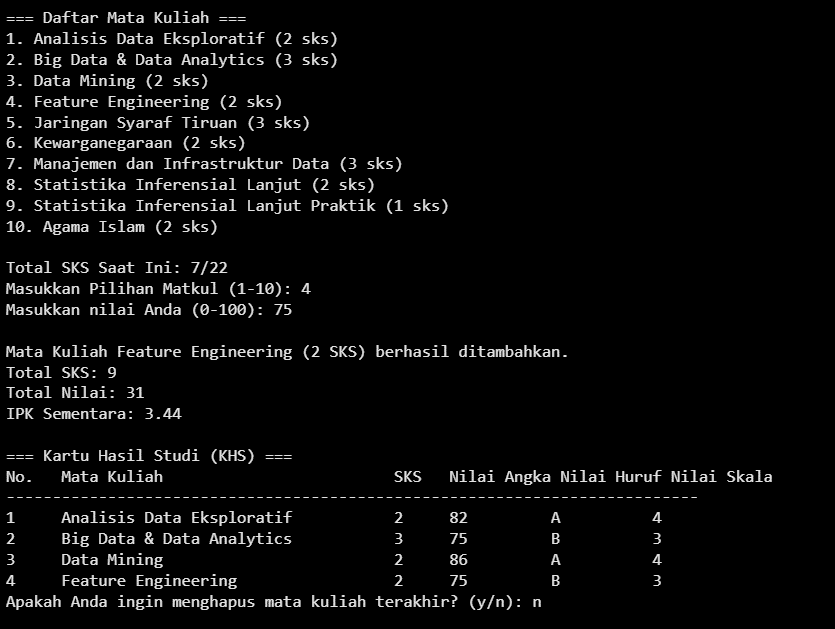 === Daftar Mata Kuliah ===
1. Analisis Data Eksploratif (2 sks)
2. Big Data & Data Analytics (3 sks)
3. Data Mining (2 sks)
4. Feature Engineering (2 sks)
5. Jaringan Syaraf Tiruan (3 sks)
6. Kewarganegaraan (2 sks)
7. Manajemen dan Infrastruktur Data (3 sks)
8. Statistika Inferensial Lanjut (2 sks)
9. Statistika Inferensial Lanjut Praktik (1 sks)
10. Agama Islam (2 sks)

Total SKS Saat Ini: 7/22
Masukkan Pilihan Matkul (1-10): 4
Masukkan nilai Anda (0-100): 75

Mata Kuliah Feature Engineering (2 SKS) berhasil ditambahkan.
Total SKS: 9
Total Nilai: 31
IPK Sementara: 3.44

=== Kartu Hasil Studi (KHS) ===
No.   Mata Kuliah                         SKS   Nilai Angka Nilai Huruf Nilai Skala
---------------------------------------------------------------------------
1     Analisis Data Eksploratif           2     82         A          4
2     Big Data & Data Analytics           3     75         B          3
3     Data Mining                         2     86         A          4
4     Feature Engineering                 2     75         B          3
Apakah Anda ingin menghapus mata kuliah terakhir? (y/n): n